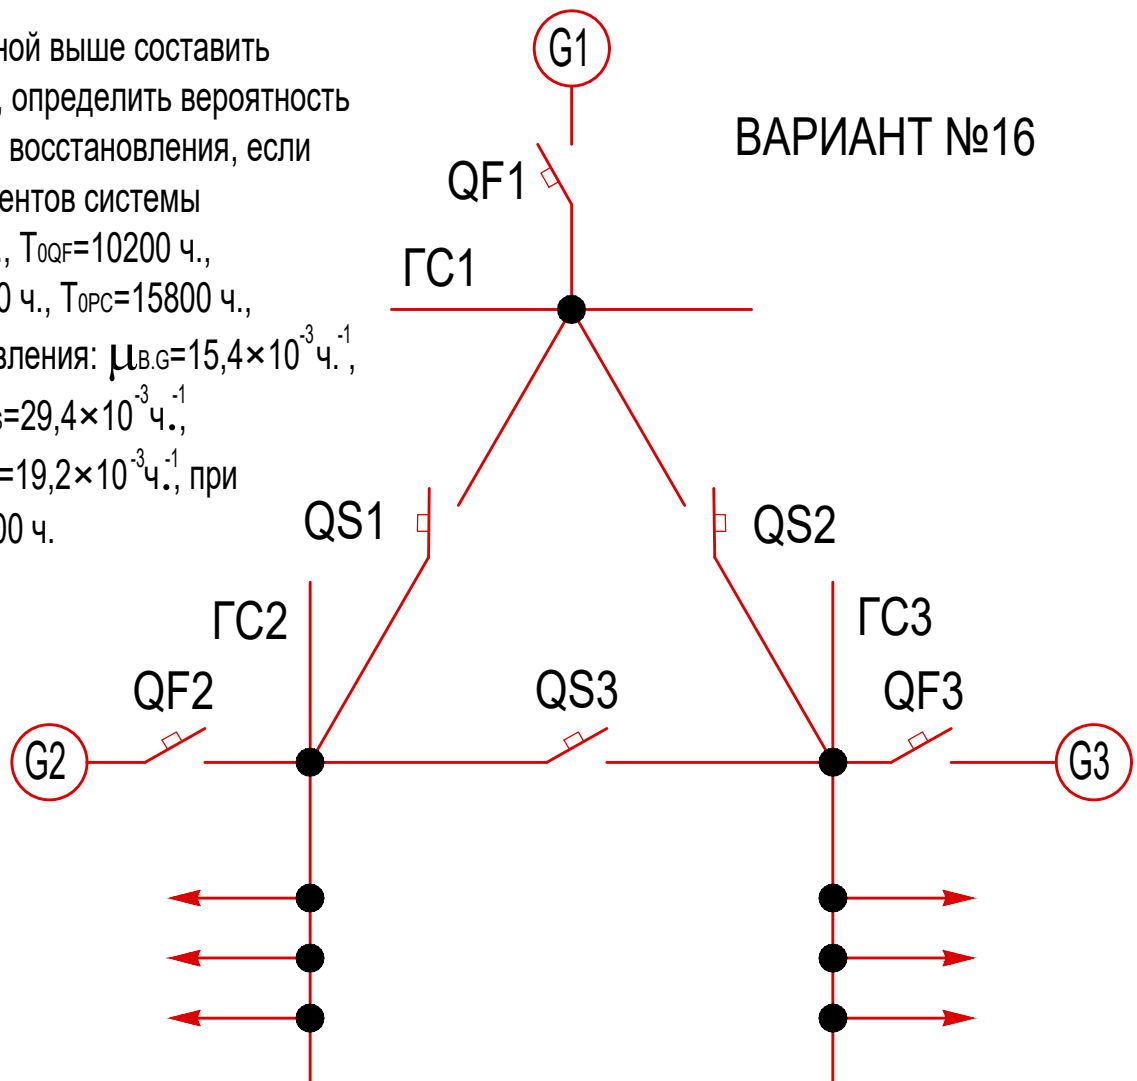 ной выше составить
, определить вероятность
восстановления, если
ентов системы
., T0QF=10200 ч.,
0 ч., T0PC=15800 ч.,
вления: μB.G=15,4×10⁻³ ч.⁻¹,
=29,4×10⁻³ч.⁻¹,
=19,2×10⁻³ч.⁻¹, при
00 ч.
ВАРИАНТ №16
G1
QF1
ГС1
QS1
QS2
ГС2
ГС3
QF2
QS3
QF3
G2
G3